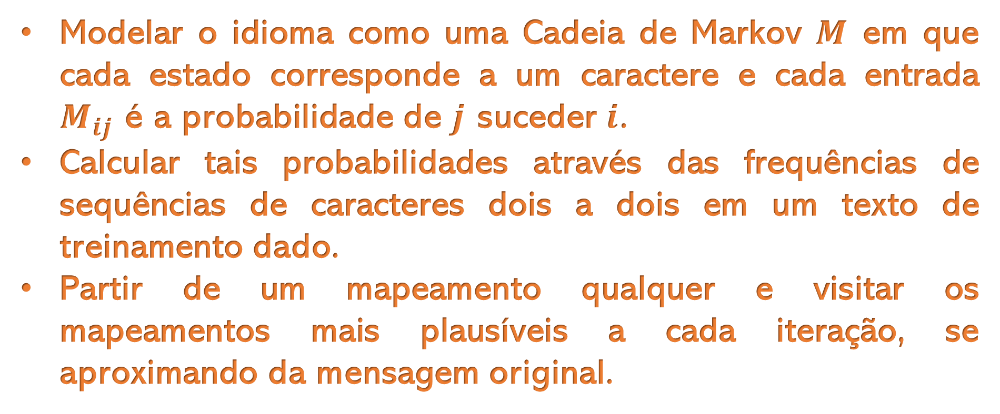 • Modelar o idioma como uma Cadeia de Markov M em que
cada estado corresponde a um caractere e cada entrada
M_{ij} é a probabilidade de j suceder i.
• Calcular tais probabilidades através das frequências de
sequências de caracteres dois a dois em um texto de
treinamento dado.
• Partir de um mapeamento qualquer e visitar os
mapeamentos mais plausíveis a cada iteração, se
aproximando da mensagem original.